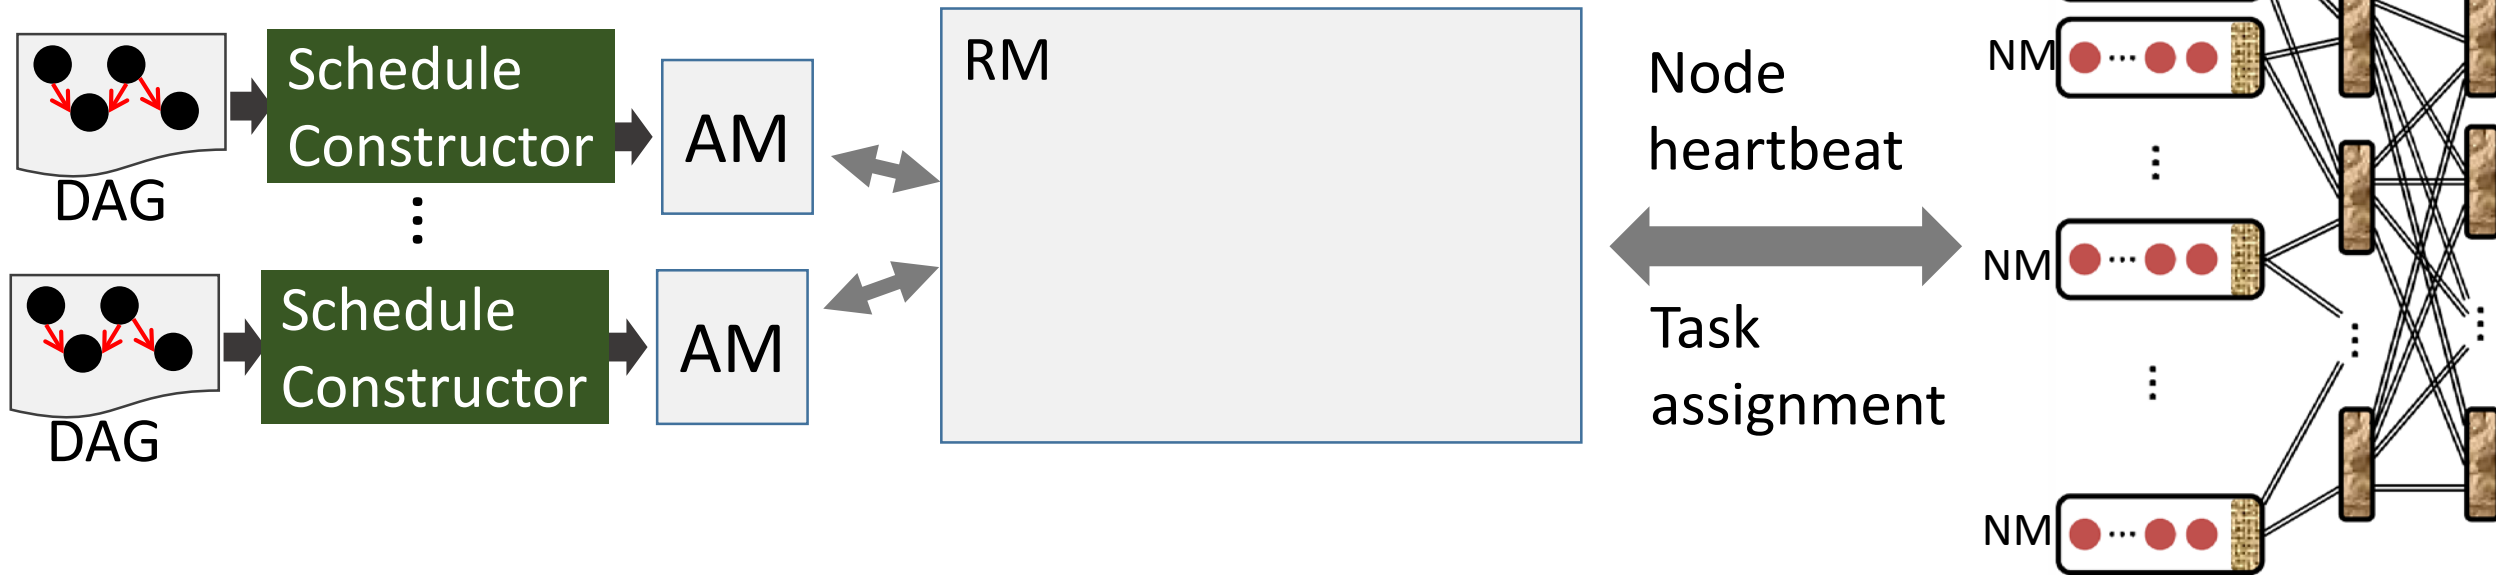 DAG
Schedule
Constructor
AM
RM
Node
heartbeat
Task
assignment
NM
NM
NM
DAG
Schedule
Constructor
AM